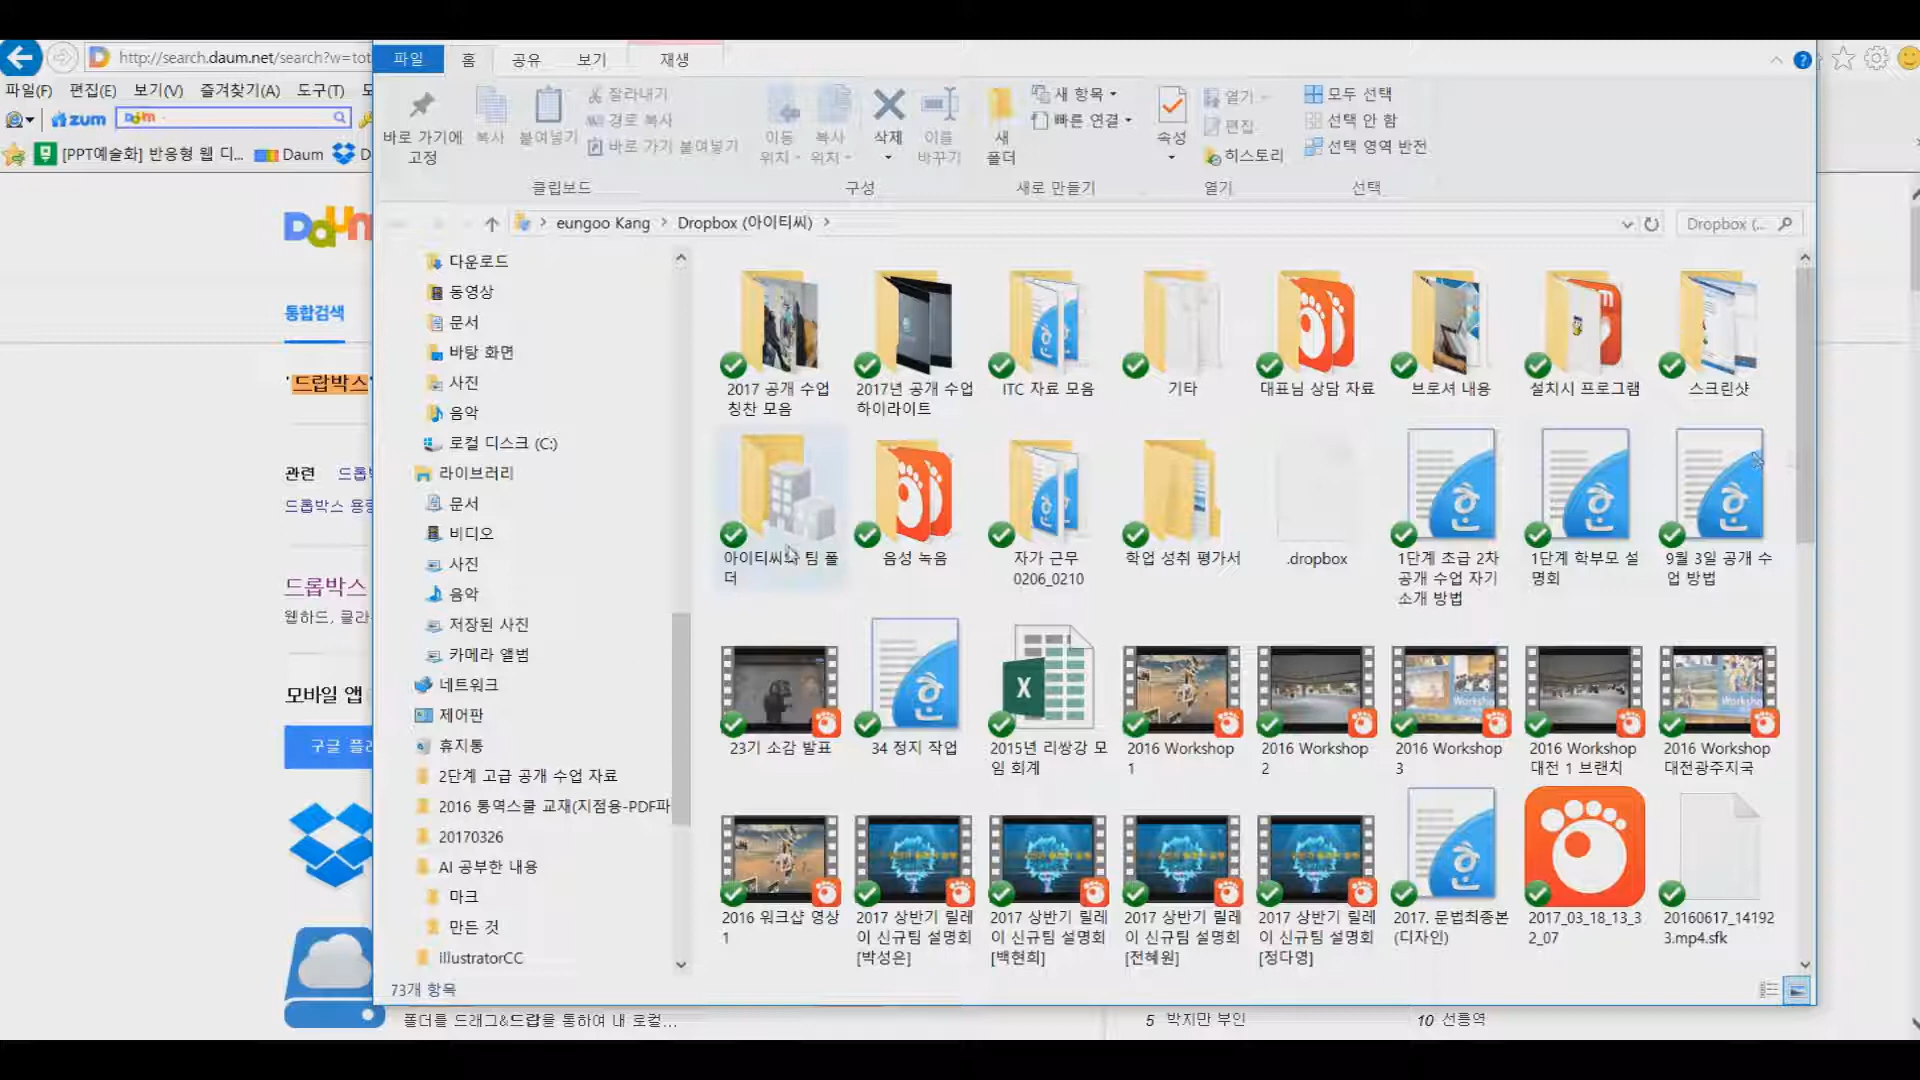 http://search.daum.net/search?w=tot
파일(F) 편집(E) 보기(V) 즐겨찾기(A) 도구(T)
zum Daum
[PPT예술화] 반응형 웹 디... Daum D
Daum
통합검색
'드랍박스'
관련 드롭박
드롭박스 용량
드롭박스
웹하드, 클라
모바일 앱
구글 플레
파일 홈 공유 보기 재생
바로 가기에 고정
복사
붙여넣기
잘라내기
경로 복사
바로 가기 붙여넣기
클립보드
이동 위치
복사 위치
삭제
이름 바꾸기
구성
새 폴더
새 항목
빠른 연결
새로 만들기
속성
열기
편집
히스토리
열기
모두 선택
선택 안 함
선택 영역 반전
선택
eungoo Kang Dropbox (아이티씨)
Dropbox (...
다운로드
동영상
문서
바탕 화면
사진
음악
로컬 디스크 (C:)
라이브러리
문서
비디오
사진
음악
저장된 사진
카메라 앨범
네트워크
제어판
휴지통
2단계 고급 공개 수업 자료
2016 통역스쿨 교재(지점용-PDF파
20170326
AI 공부한 내용
마크
만든 것
IllustratorCC
73개 항목
2017 공개 수업
칭찬 모음
2017년 공개 수업
하이라이트
ITC 자료 모음
기타
대표님 상담 자료
브로셔 내용
설치시 프로그램
스크린샷
아이티씨의 팀 폴
더
음성 녹음
자가 근무
0206_0210
학업 성취 평가서
.dropbox
1단계 초급 2차
공개 수업 자기
소개 방법
1단계 학부모 설
명회
9월 3일 공개 수
업 방법
23기 소감 발표
34 정지 작업
2015년 리쌍강 모
임 회계
2016 Workshop
1
2016 Workshop
2
2016 Workshop
3
2016 Workshop
대전 1 브랜치
2016 Workshop
대전광주지국
2016 워크샵 영상
1
2017 상반기 릴레
이 신규팀 설명회
[박성은]
2017 상반기 릴레
이 신규팀 설명회
[백현희]
2017 상반기 릴레
이 신규팀 설명회
[전혜원]
2017 상반기 릴레
이 신규팀 설명회
[정다영]
2017. 문법최종본
(디자인)
2017_03_18_13_3
2_07
20160617_14192
3.mp4.sfk
폴더를 드래그&드랍을 통하여 내 로컬...
5 박지만 부인
10 선릉역